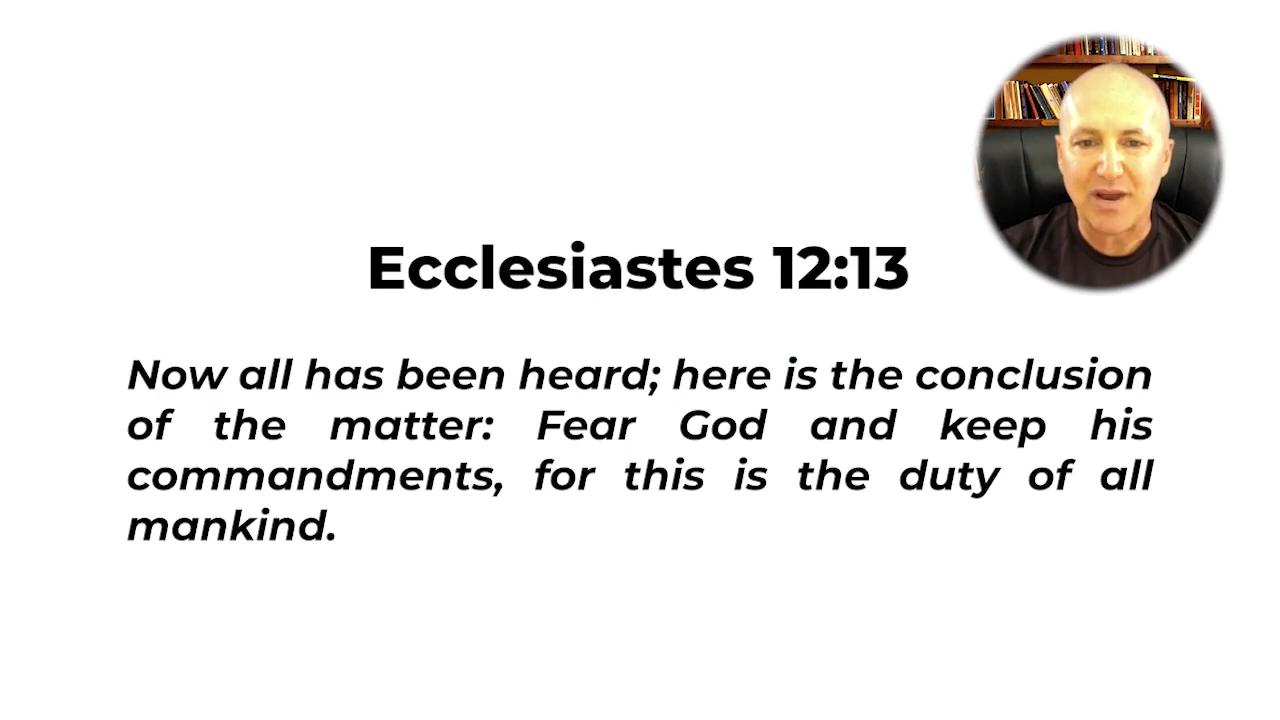 Ecclesiastes 12:13
Now all has been heard; here is the conclusion
of the matter: Fear God and keep his
commandments, for this is the duty of all
mankind.